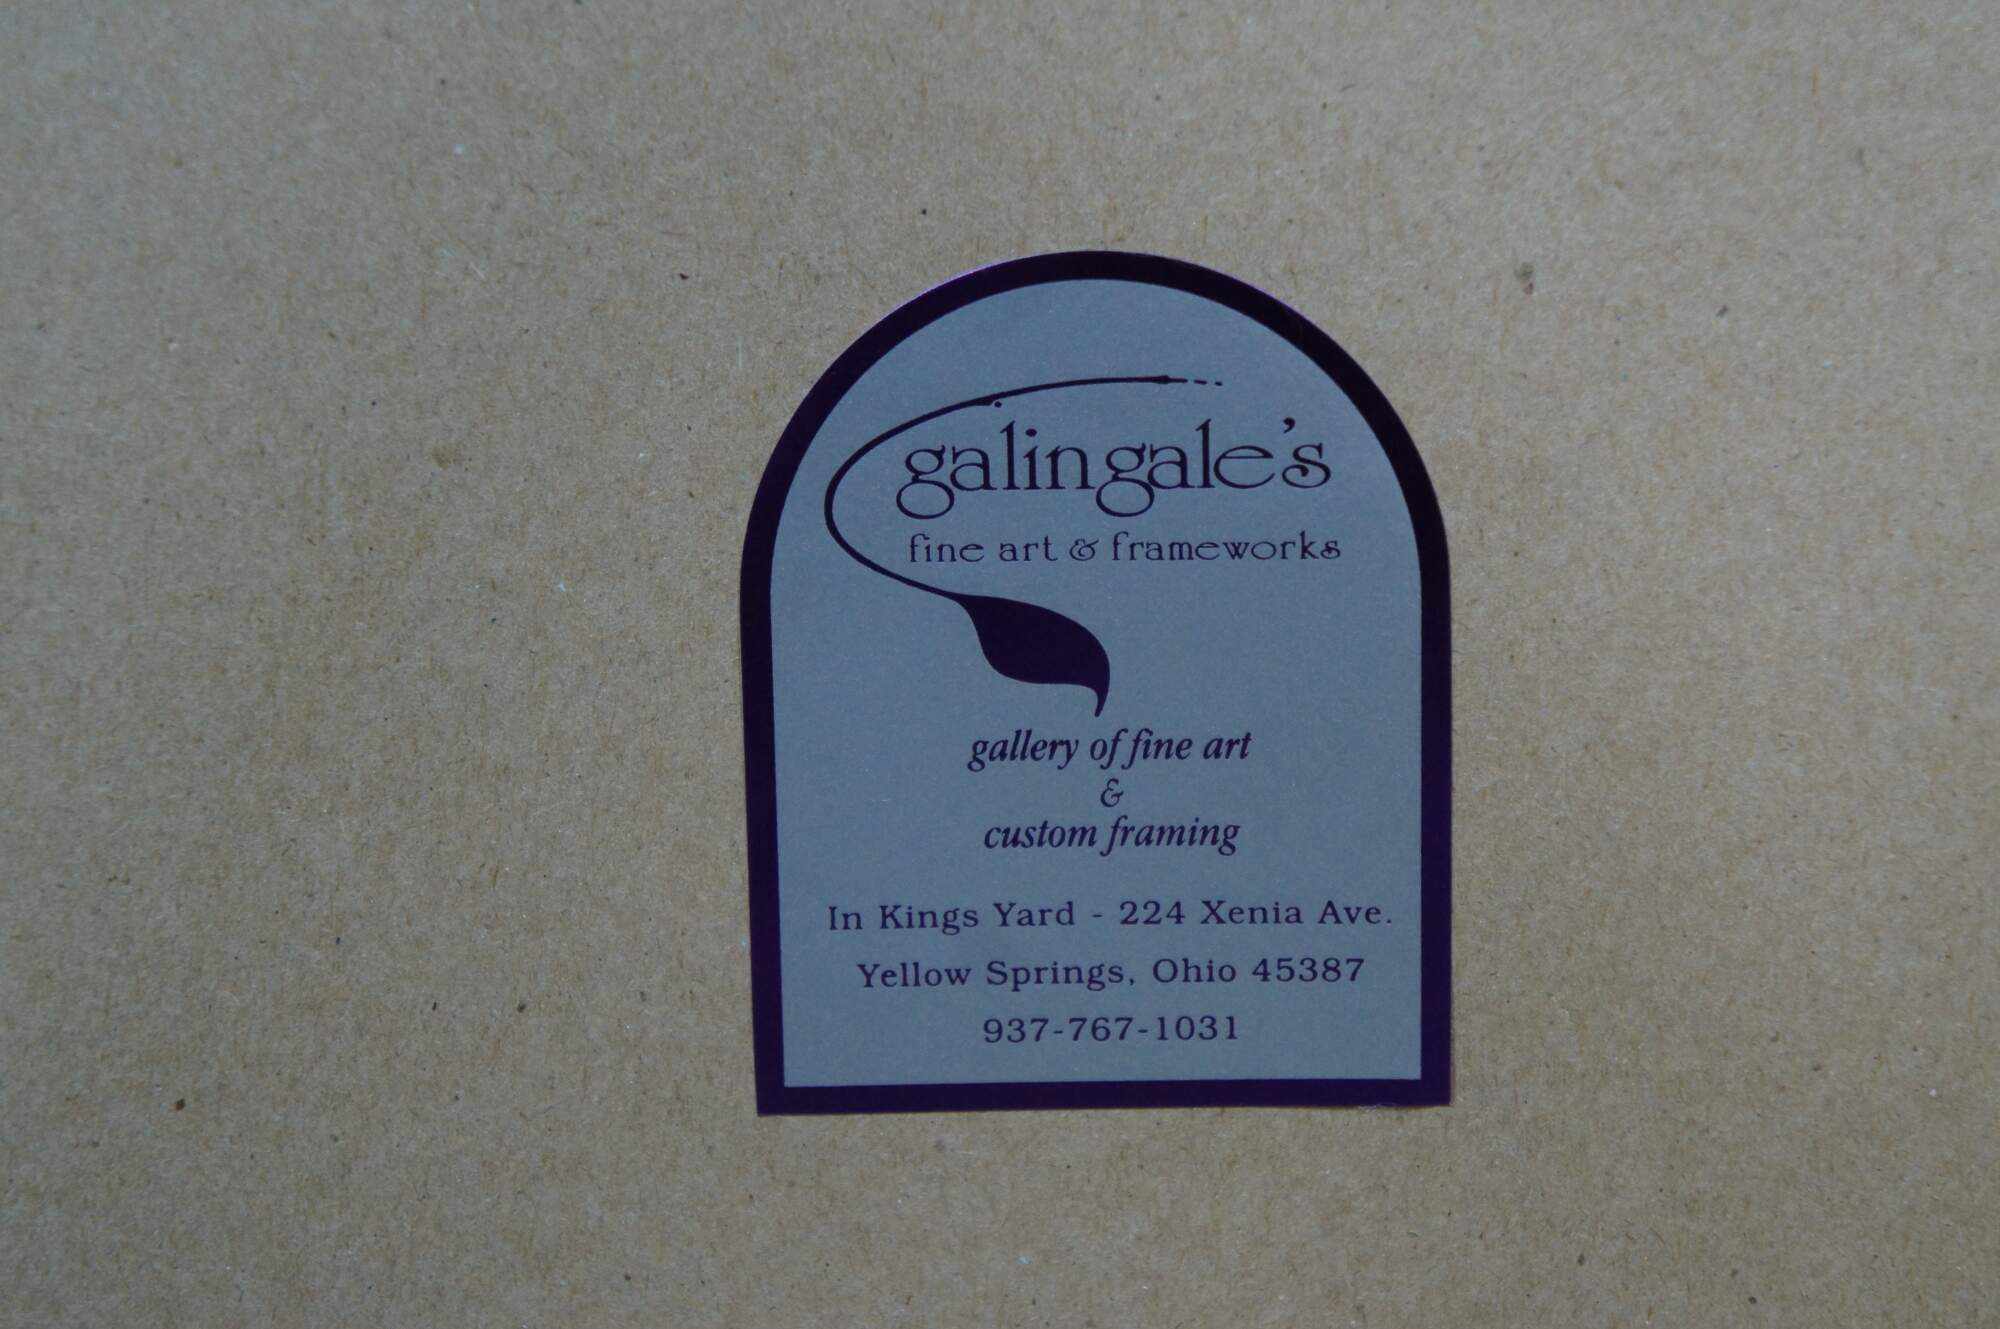 galingale's
fine art & frameworks
gallery of fine art
&
custom framing
In Kings Yard - 224 Xenia Ave.
Yellow Springs, Ohio 45387
937-767-1031